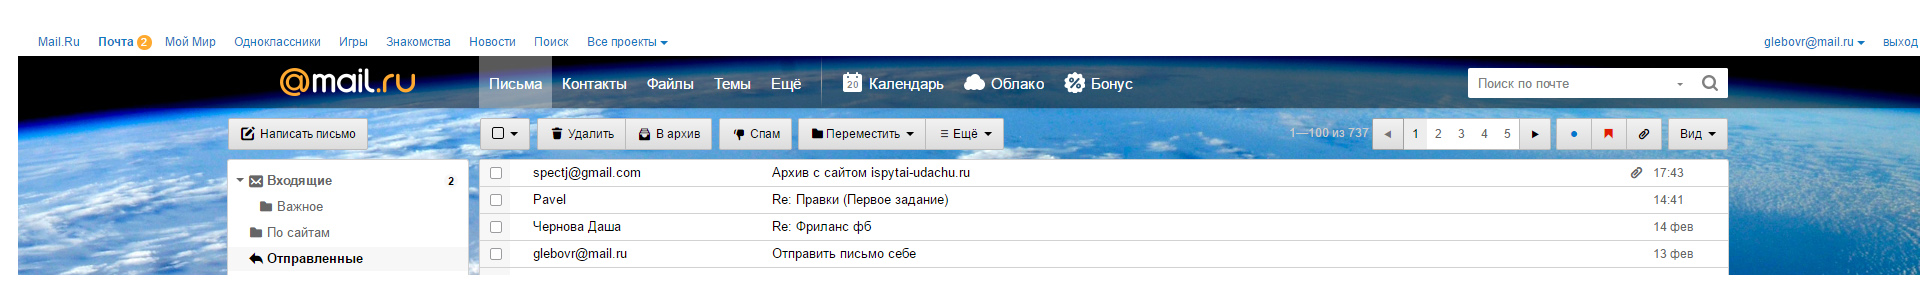 Mail.Ru Почта 2 Мой Мир Одноклассники Игры Знакомства Новости Поиск Все проекты glebovr@mail.ru выход
@mail.ru Письма Контакты Файлы Темы Ещё 20 Календарь Облако Бонус Поиск по почте
Написать письмо Удалить В архив Спам Переместить Ещё 1—100 из 737 1 2 3 4 5 Вид
Входящие 2
Важное
По сайтам
Отправленные
spectj@gmail.com Архив с сайтом ispytai-udachu.ru 17:43
Pavel Re: Правки (Первое задание) 14:41
Чернова Даша Re: Фриланс фб 14 фев
glebovr@mail.ru Отправить письмо себе 13 фев